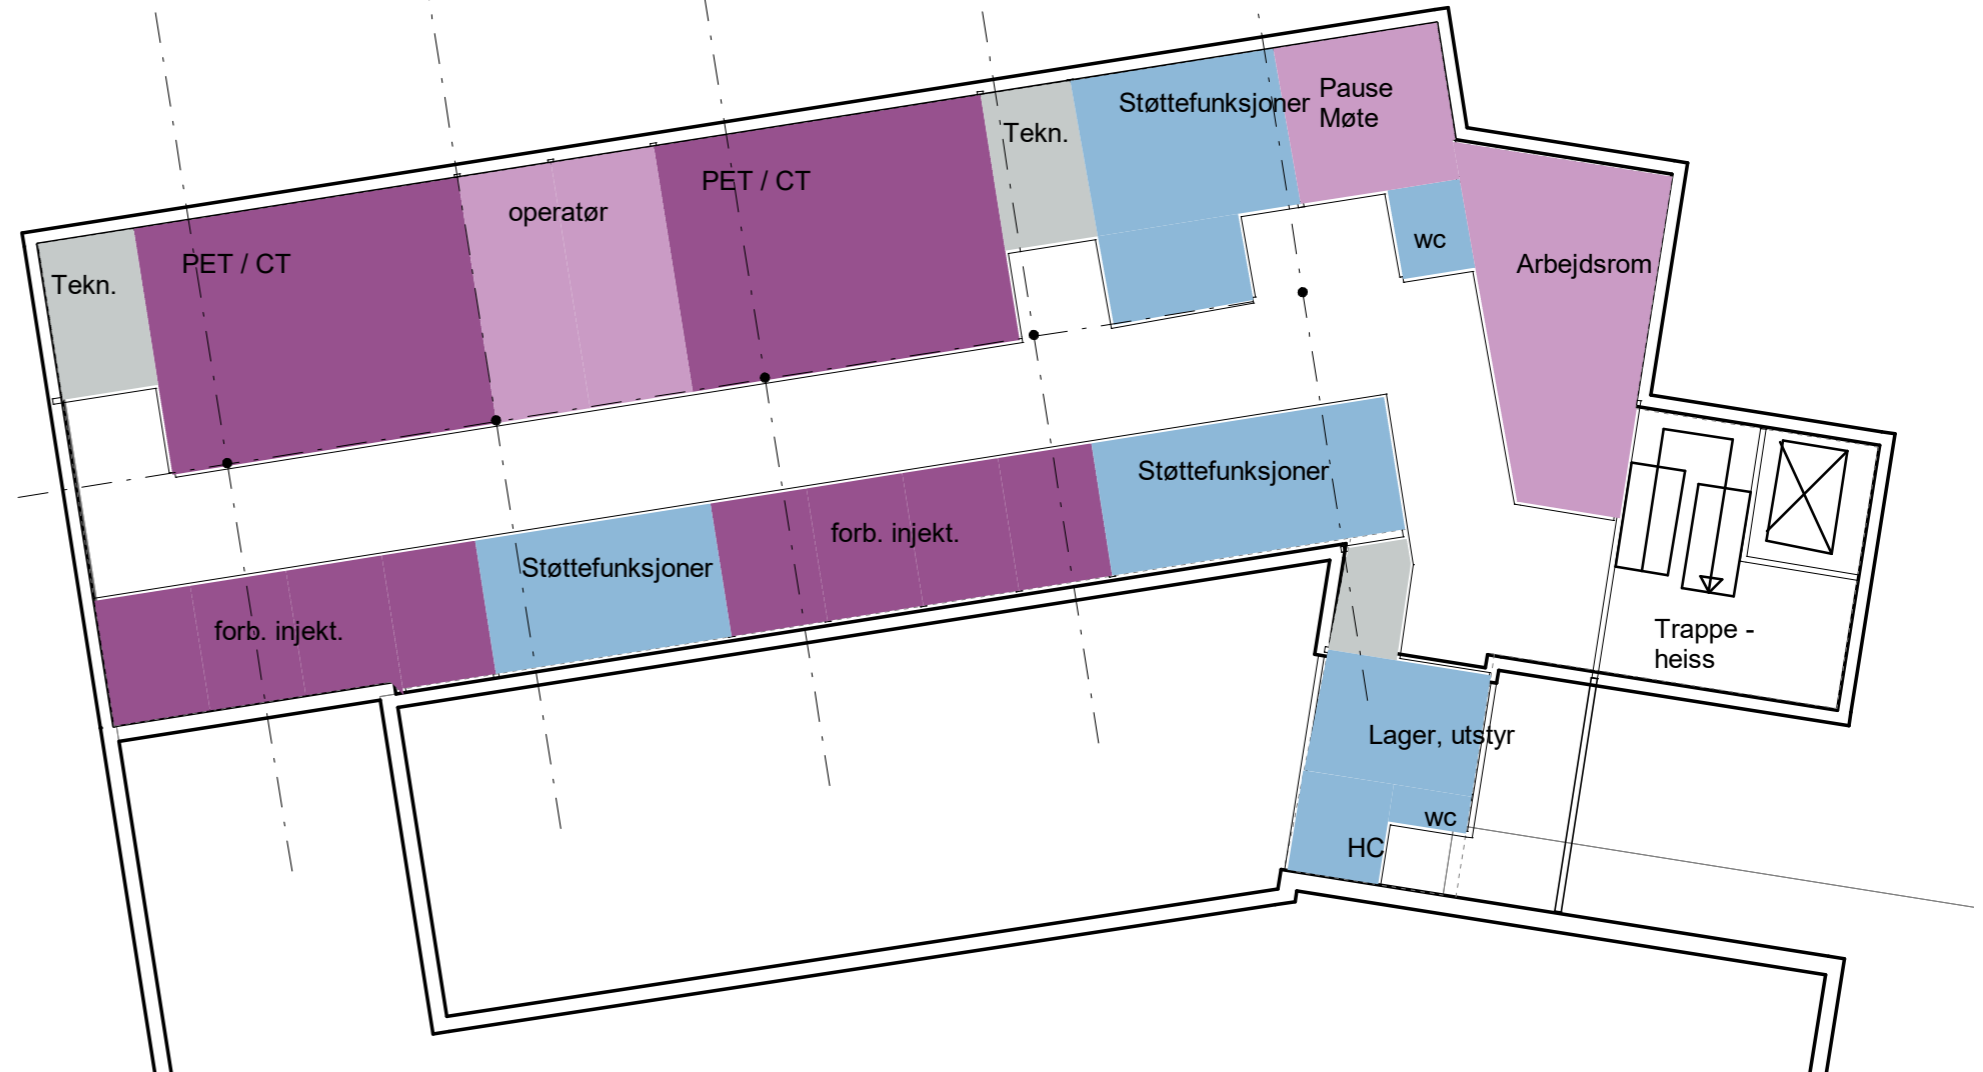 Støttefunksjoner
Pause
Møte
Tekn.
PET / CT
operatør
wc
PET / CT
Arbejdsrom
Tekn.
Støttefunksjoner
forb. injekt.
Støttefunksjoner
forb. injekt.
Trappe -
heiss
Lager, utstyr
wc
HC